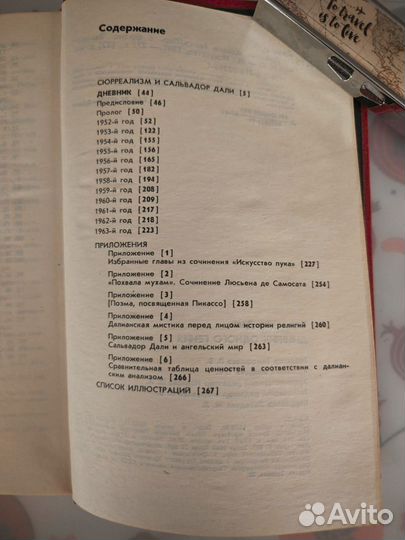 To travel
is to live
Содержание
СЮРРЕАЛИЗМ И САЛЬВАДОР ДАЛИ [5]
ДНЕВНИК [44]
Предисловие [46]
Пролог [50]
1952-й год [52]
1953-й год [122]
1954-й год [155]
1955-й год [156]
1956-й год [165]
1957-й год [182]
1958-й год [194]
1959-й год [208]
1960-й год [209]
1961-й год [217]
1962-й год [218]
1963-й год [223]
ПРИЛОЖЕНИЯ
Приложение [1]
Избранные главы из сочинения «Искусство пука» [227]
Приложение [2]
«Похвала мухам». Сочинение Люсьена де Самосата [254]
Приложение [3]
[Поэма, посвященная Пикассо] [258]
Приложение [4]
Далианская мистика перед лицом истории религий [260]
Приложение [5]
Сальвадор Дали и ангельский мир [263]
Приложение [6]
Сравнительная таблица ценностей в соответствии с далиан-
ским анализом [266]
СПИСОК ИЛЛЮСТРАЦИЙ [267]
Avito